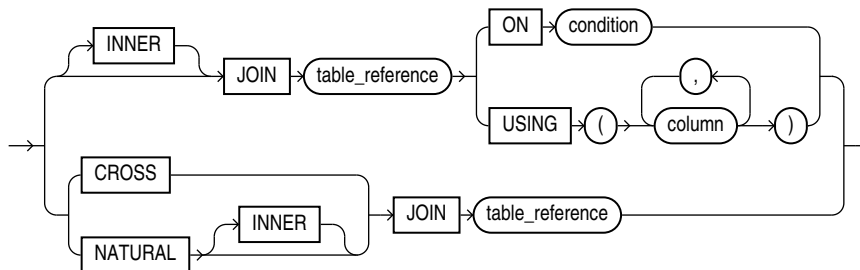 INNER
JOIN table_reference
ON condition
USING ( column , )
CROSS
NATURAL INNER
JOIN table_reference